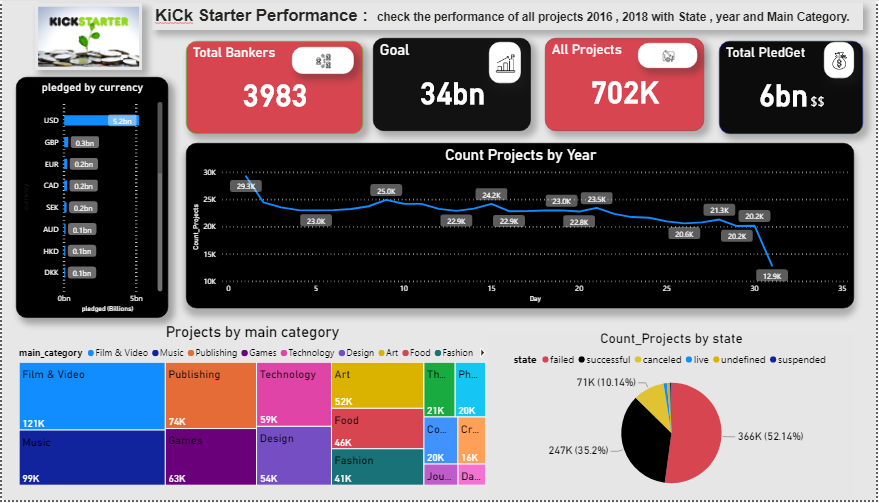 KICKSTARTER
KiCk Starter Performance : check the performance of all projects 2016 , 2018 with State , year and Main Category.
Total Bankers
3983
Goal
34bn
All Projects
702K
Total PledGet
6bn $$
pledged by currency
USD 5.2bn
GBP 0.3bn
EUR 0.2bn
CAD 0.2bn
SEK 0.2bn
AUD 0.1bn
HKD 0.1bn
DKK 0.1bn
0bn 5bn
pledged (Billions)
Count Projects by Year
Count_Projects
30K
25K
20K
15K
10K
29.3K
23.0K
25.0K
22.9K
24.2K
22.9K
23.0K
22.8K
23.5K
20.6K
21.3K
20.2K
20.2K
12.9K
0 5 10 15 20 25 30 35
Day
Projects by main category
main_category Film & Video Music Publishing Games Technology Design Art Food Fashion
Film & Video
121K
Music
99K
Publishing
74K
Games
63K
Technology
59K
Design
54K
Art
52K
Food
46K
Fashion
41K
Th...
21K
Ph...
20K
Co...
20K
Cr...
16K
Jou...
Da...
Count_Projects by state
state failed successful canceled live undefined suspended
71K (10.14%)
247K (35.2%)
366K (52.14%)